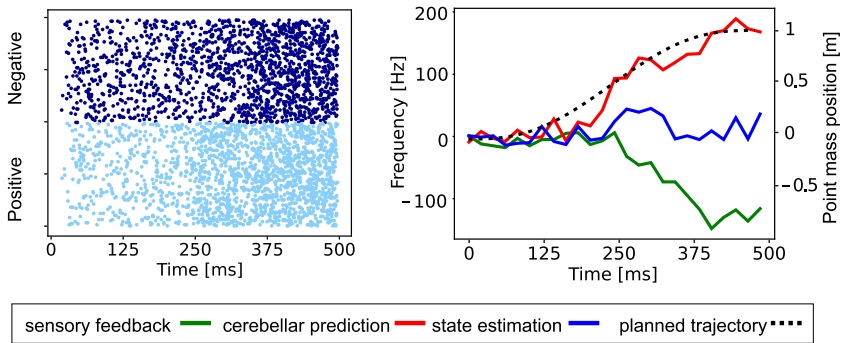 Negative
Positive
0
125
250
375
500
Time [ms]
Frequency [Hz]
200
100
0
−100
0
125
250
375
500
Time [ms]
1
0.5
0
−0.5
Point mass position [m]
sensory feedback
cerebellar prediction
state estimation
planned trajectory